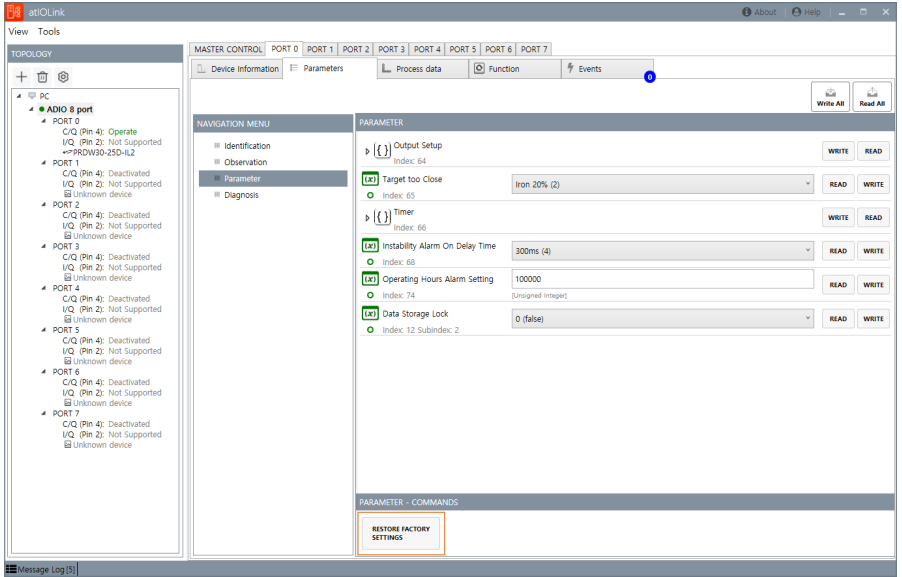 atIOLink
About
Help
View Tools
TOPOLOGY
PC
ADIO 8 port
PORT 0
C/Q (Pin 4): Operate
I/Q (Pin 2): Not Supported
PRDW30-25D-IL2
PORT 1
C/Q (Pin 4): Deactivated
I/Q (Pin 2): Not Supported
Unknown device
PORT 2
C/Q (Pin 4): Deactivated
I/Q (Pin 2): Not Supported
Unknown device
PORT 3
C/Q (Pin 4): Deactivated
I/Q (Pin 2): Not Supported
Unknown device
PORT 4
C/Q (Pin 4): Deactivated
I/Q (Pin 2): Not Supported
Unknown device
PORT 5
C/Q (Pin 4): Deactivated
I/Q (Pin 2): Not Supported
Unknown device
PORT 6
C/Q (Pin 4): Deactivated
I/Q (Pin 2): Not Supported
Unknown device
PORT 7
C/Q (Pin 4): Deactivated
I/Q (Pin 2): Not Supported
Unknown device
MASTER CONTROL PORT 0 PORT 1 PORT 2 PORT 3 PORT 4 PORT 5 PORT 6 PORT 7
Device Information Parameters Process data Function Events
0
Write All Read All
NAVIGATION MENU
Identification
Observation
Parameter
Diagnosis
PARAMETER
{ } Output Setup WRITE READ
Index: 64
(x) Target too Close Iron 20% (2) READ WRITE
Index: 65
{ } Timer WRITE READ
Index: 66
(x) Instability Alarm On Delay Time 300ms (4) READ WRITE
Index: 68
(x) Operating Hours Alarm Setting 100000 READ WRITE
Index: 74 [Unsigned Integer]
(x) Data Storage Lock 0 (false) READ WRITE
Index: 12 Subindex: 2
PARAMETER - COMMANDS
RESTORE FACTORY
SETTINGS
Message Log [5]